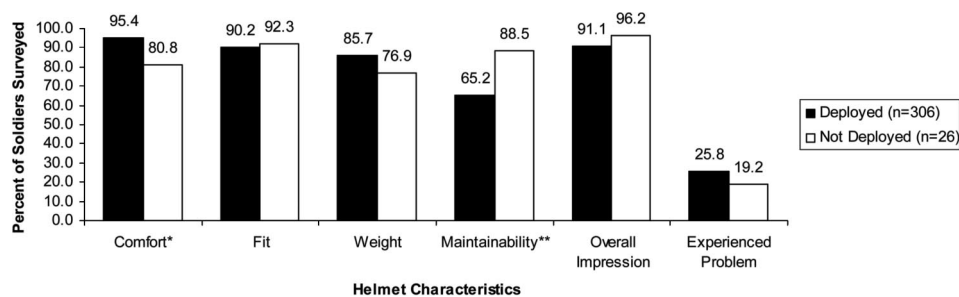 Percent of Soldiers Surveyed
100.0
90.0
80.0
70.0
60.0
50.0
40.0
30.0
20.0
10.0
0.0
95.4
80.8
90.2
92.3
85.7
76.9
65.2
88.5
91.1
96.2
25.8
19.2
Comfort*
Fit
Weight
Maintainability**
Overall
Impression
Experienced
Problem
Helmet Characteristics
Deployed (n=306)
Not Deployed (n=26)